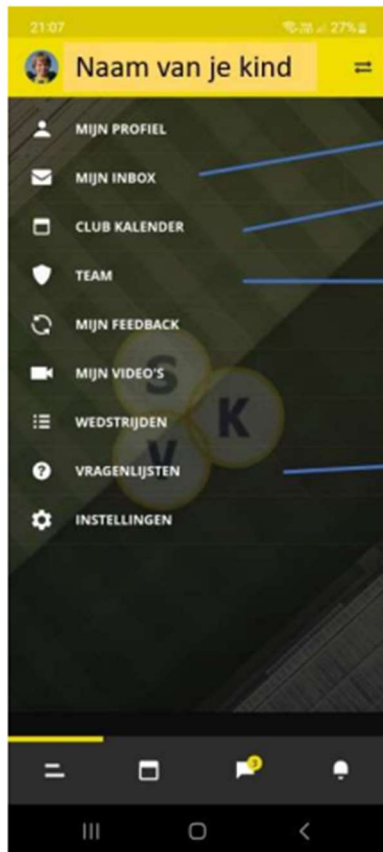 21:07
27%
Naam van je kind
MIJN PROFIEL
MIJN INBOX
CLUB KALENDER
TEAM
MIJN FEEDBACK
MIJN VIDEO'S
WEDSTRIJDEN
VRAGENLIJSTEN
INSTELLINGEN
S
K
V
3